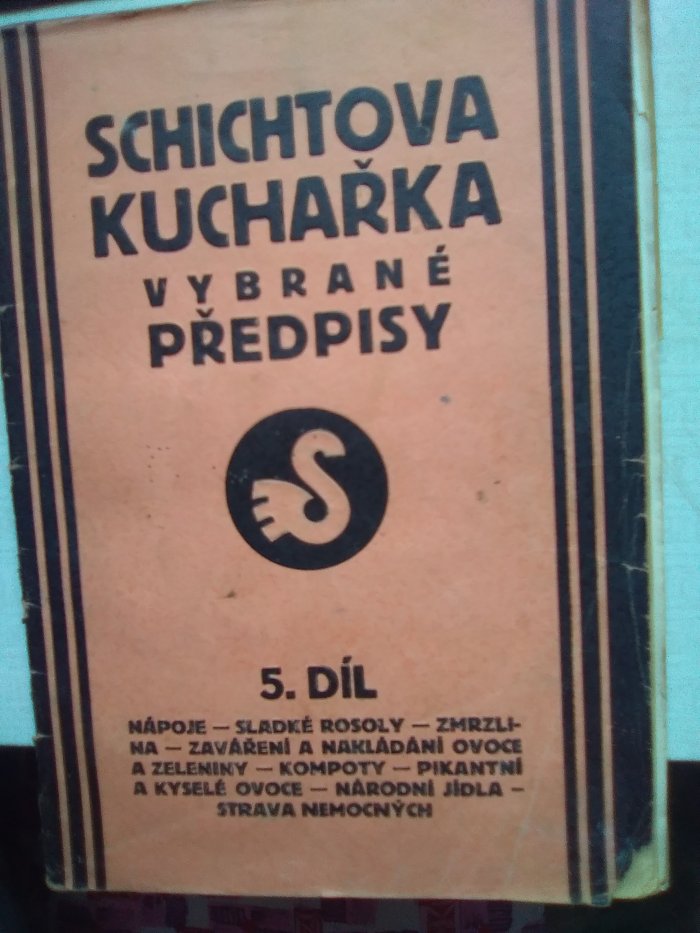 SCHICHTOVA
KUCHAŘKA
VYBRANÉ
PŘEDPISY
5. DÍL
NÁPOJE — SLADKÉ ROSOLY — ZMRZLI-
NA — ZAVÁŘENÍ A NAKLÁDÁNÍ OVOCE
A ZELENINY — KOMPOTY — PIKANTNÍ
A KYSELÉ OVOCE — NÁRODNÍ JÍDLA —
STRAVA NEMOCNÝCH